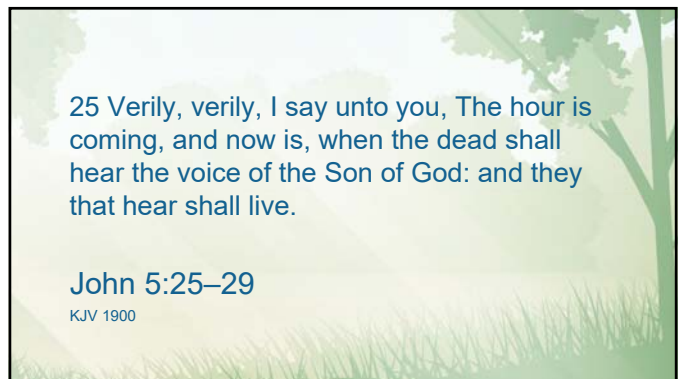 25 Verily, verily, I say unto you, The hour is
coming, and now is, when the dead shall
hear the voice of the Son of God: and they
that hear shall live.
John 5:25–29
KJV 1900